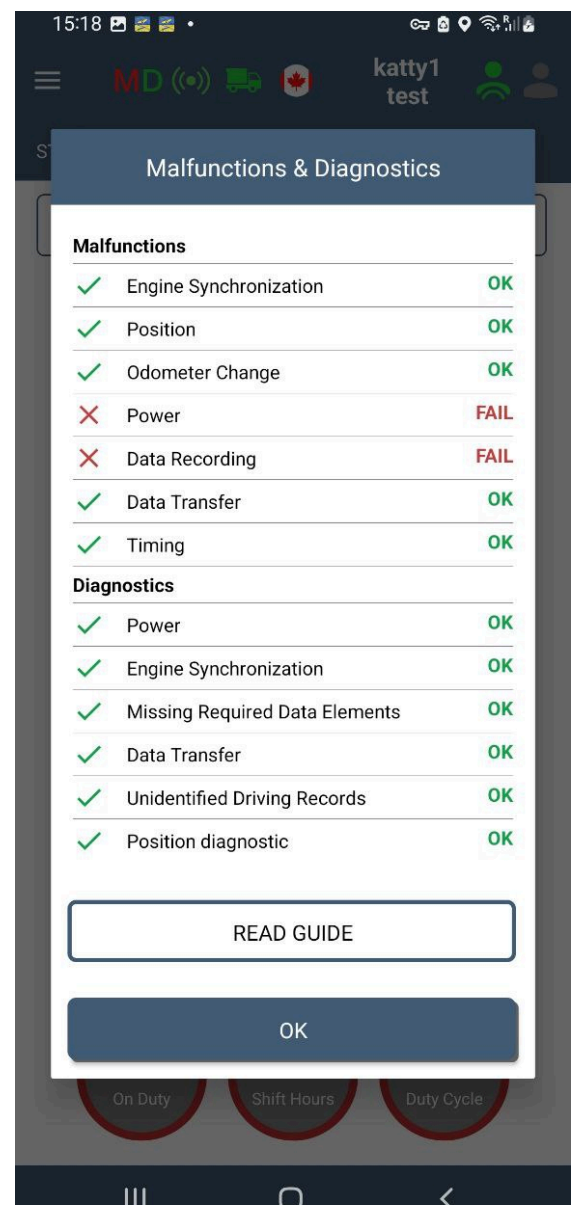 15:18
MD
katty1
test
Malfunctions & Diagnostics
Malfunctions
Engine Synchronization OK
Position OK
Odometer Change OK
Power FAIL
Data Recording FAIL
Data Transfer OK
Timing OK
Diagnostics
Power OK
Engine Synchronization OK
Missing Required Data Elements OK
Data Transfer OK
Unidentified Driving Records OK
Position diagnostic OK
READ GUIDE
OK
On Duty Shift Hours Duty Cycle